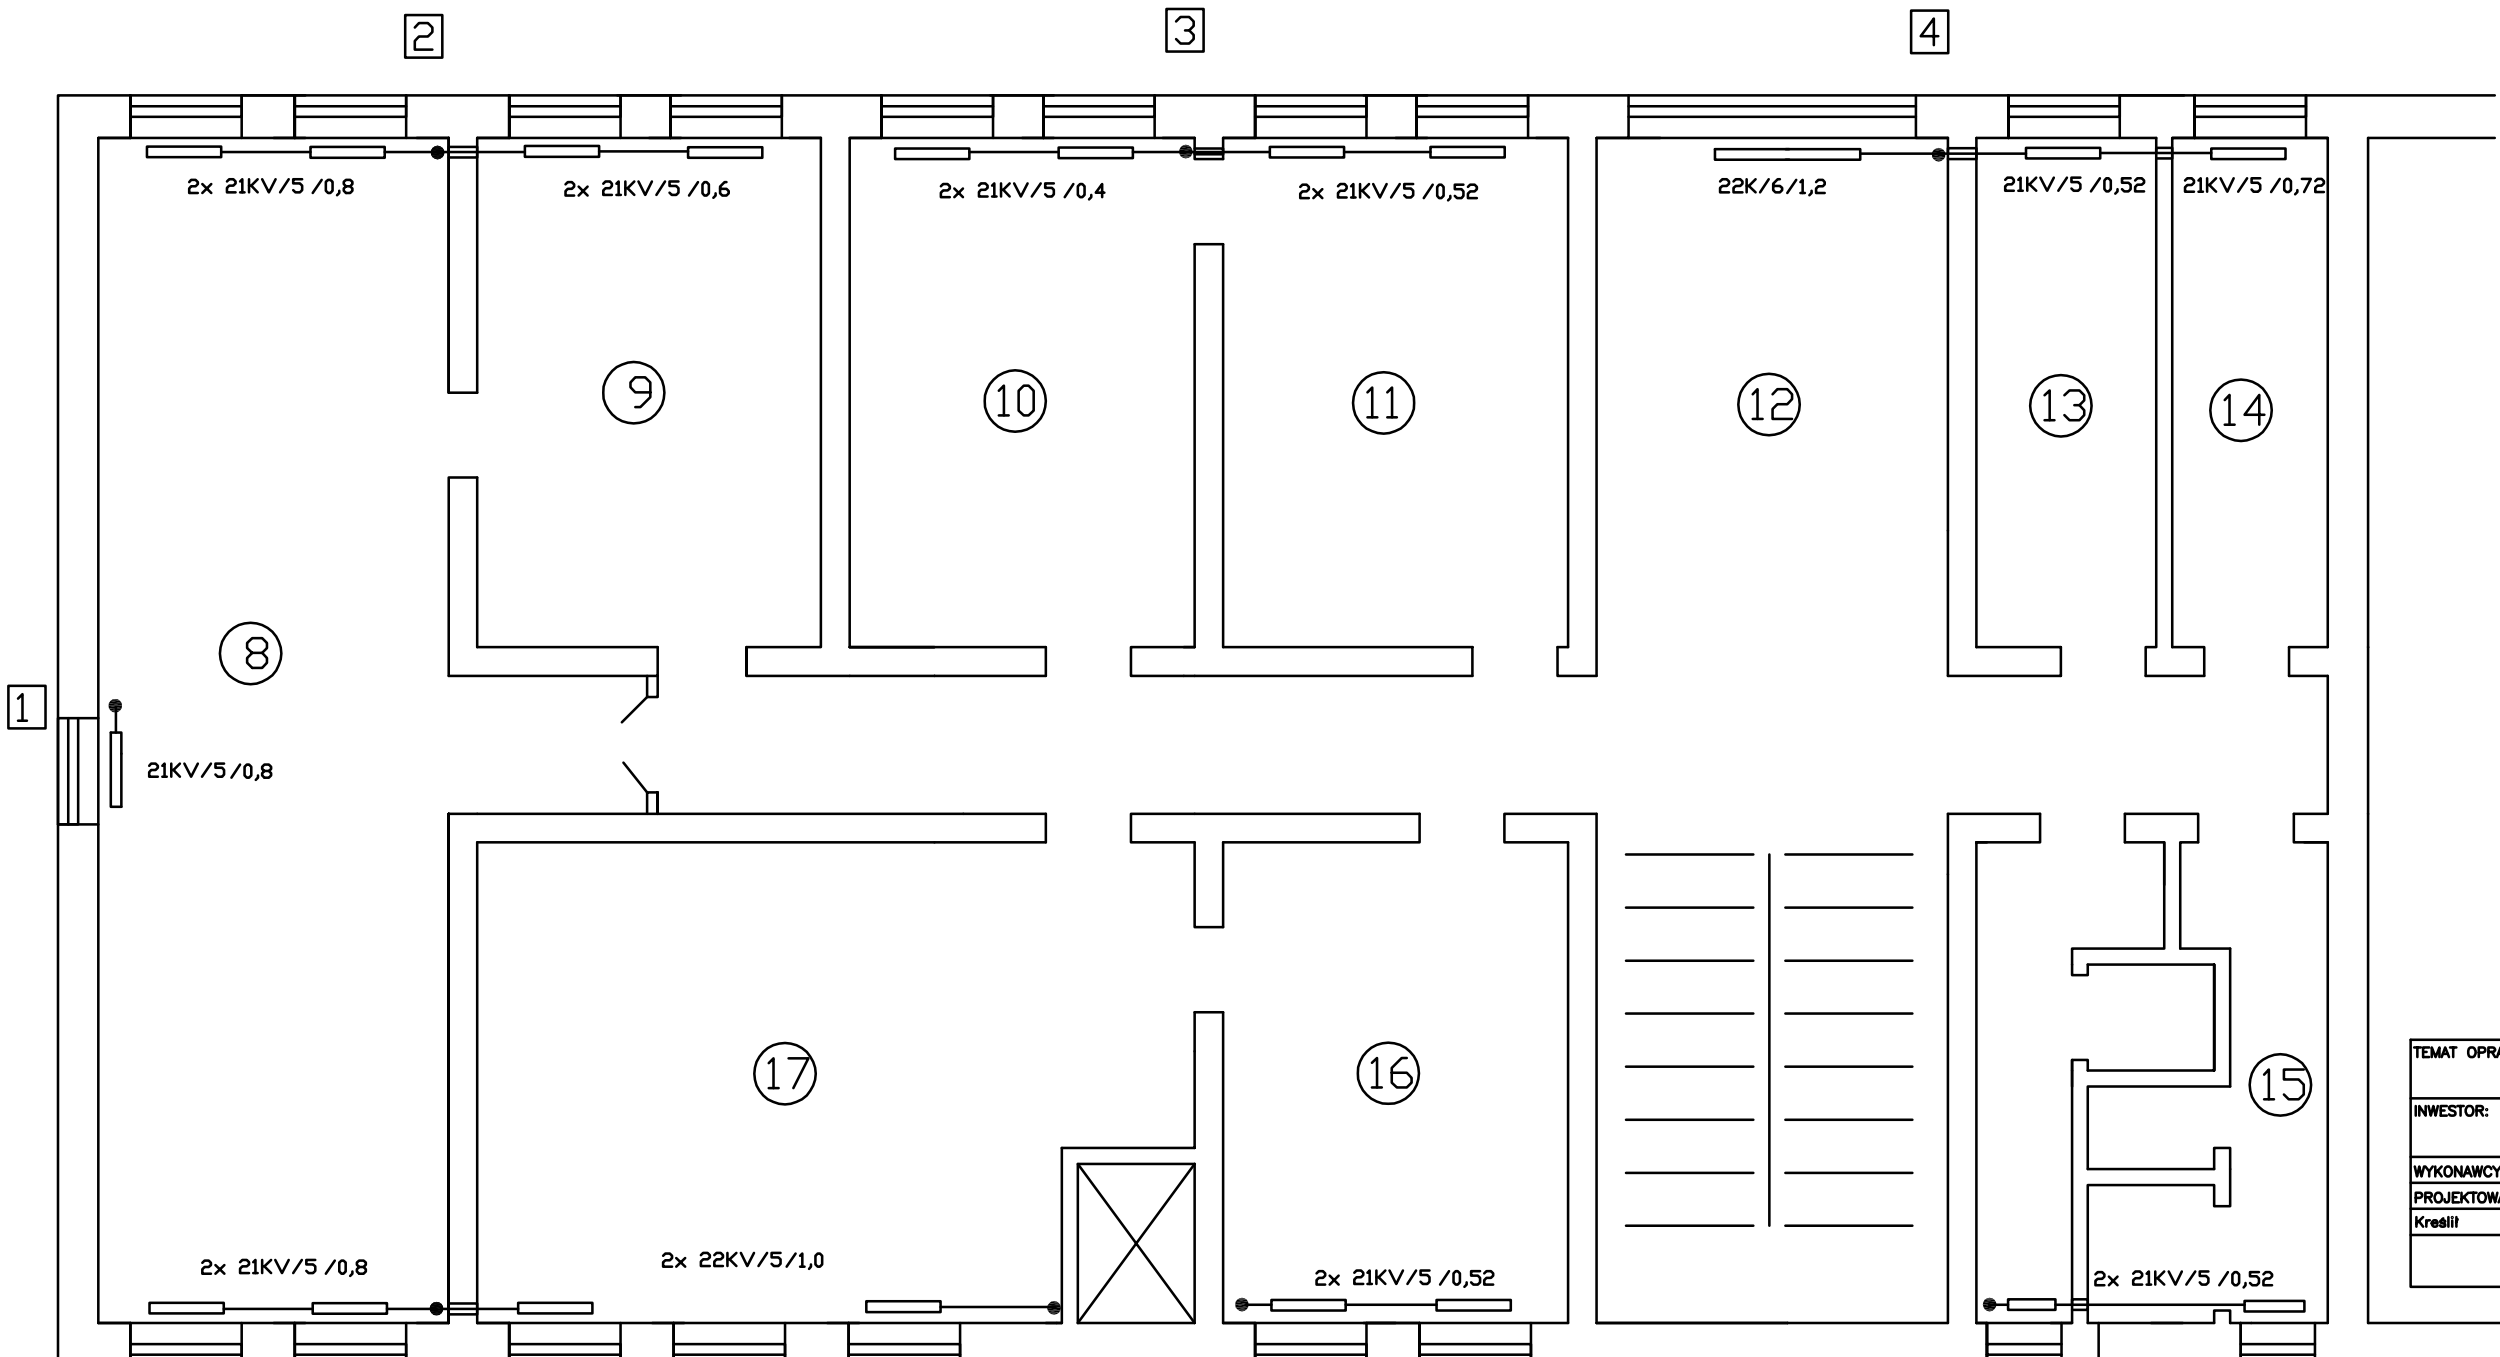 2
3
4
2x 21KV/5 /0,8
2x 21KV/5 /0,6
2x 21KV/5 /0,4
2x 21KV/5 /0,52
22K/6/1,2
21KV/5 /0,52
21KV/5 /0,72
9
10
11
12
13
14
8
1
21KV/5 /0,8
17
16
15
TEMAT
INWESTOR:
Kreślił
2x 21KV/5 /0,8
2x 22KV/5/1,0
2x 21KV/5 /0,52
2x 21KV/5 /0,52